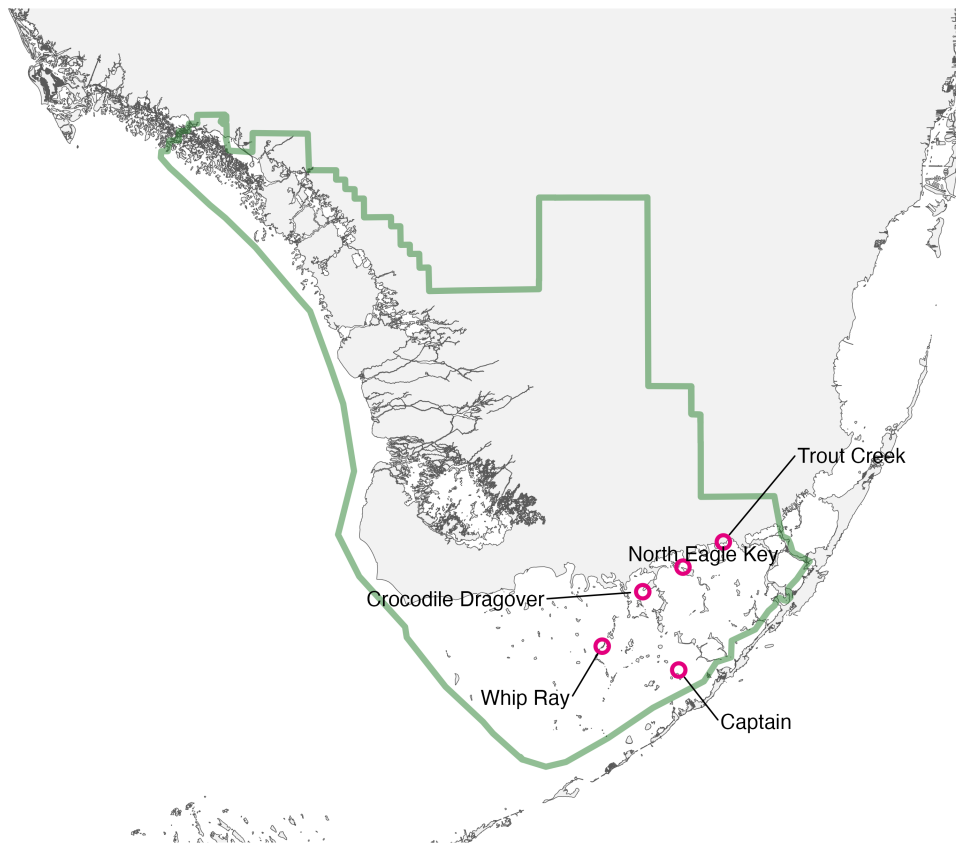 Trout Creek
North Eagle Key
Crocodile Dragover
Whip Ray
Captain